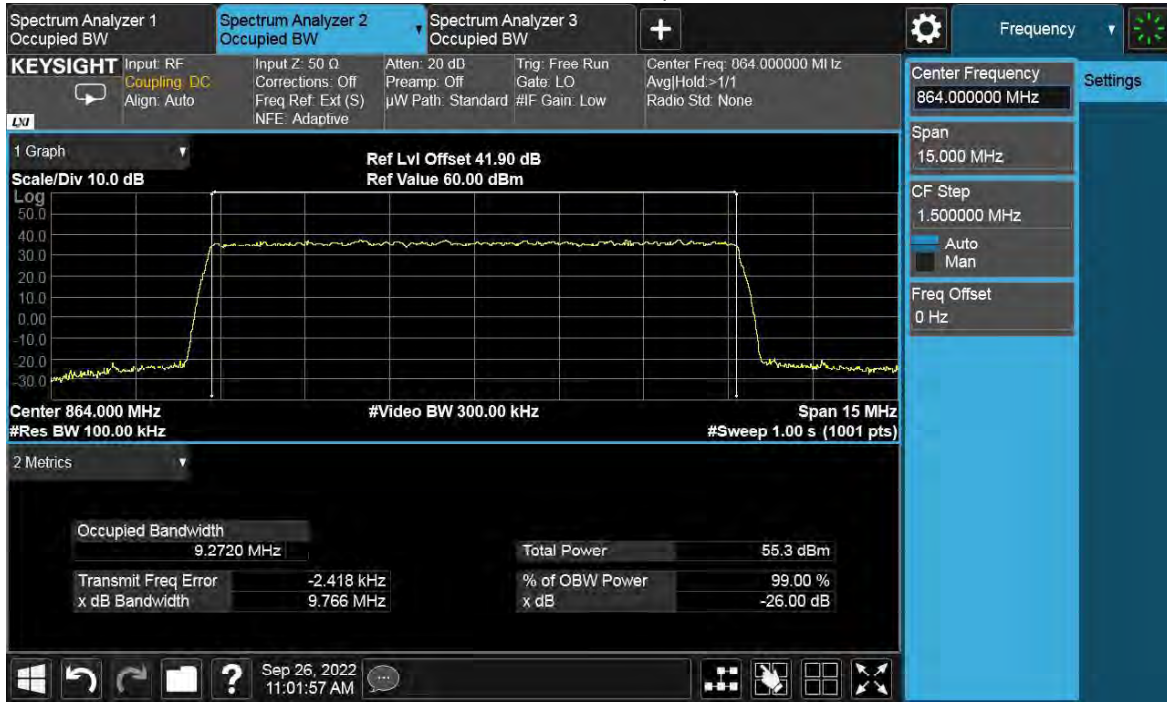 Spectrum Analyzer 1
Occupied BW
Spectrum Analyzer 2
Occupied BW
Spectrum Analyzer 3
Occupied BW
+
Frequency
KEYSIGHT
LXI
Input: RF
Coupling: DC
Align: Auto
Input Z: 50 Ω
Corrections: Off
Freq Ref: Ext (S)
NFE: Adaptive
Atten: 20 dB
Preamp: Off
µW Path: Standard
Trig: Free Run
Gate: LO
#IF Gain: Low
Center Freq: 864.000000 MHz
Avg|Hold:>1/1
Radio Std: None
Center Frequency
864.000000 MHz
Settings
Span
15.000 MHz
CF Step
1.500000 MHz
Auto
Man
Freq Offset
0 Hz
1 Graph
Scale/Div 10.0 dB
Ref Lvl Offset 41.90 dB
Ref Value 60.00 dBm
Log
50.0
40.0
30.0
20.0
10.0
0.00
-10.0
-20.0
-30.0
Center 864.000 MHz
#Video BW 300.00 kHz
Span 15 MHz
#Res BW 100.00 kHz
#Sweep 1.00 s (1001 pts)
2 Metrics
Occupied Bandwidth
9.2720 MHz
Total Power
55.3 dBm
Transmit Freq Error
-2.418 kHz
% of OBW Power
99.00 %
x dB Bandwidth
9.766 MHz
x dB
-26.00 dB
?
Sep 26, 2022
11:01:57 AM